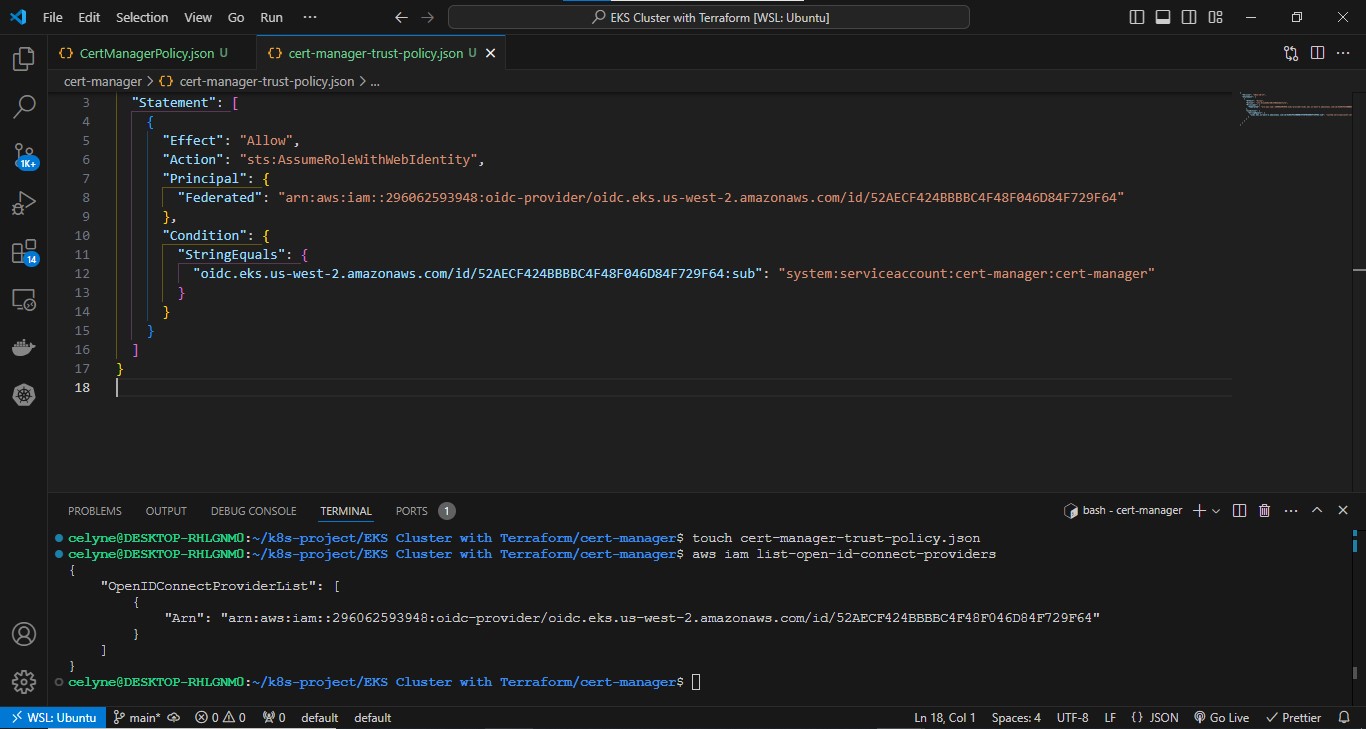 File Edit Selection View Go Run ···
EKS Cluster with Terraform [WSL: Ubuntu]
{} CertManagerPolicy.json U
{} cert-manager-trust-policy.json U
cert-manager > {} cert-manager-trust-policy.json > ...
3 "Statement": [
4 {
5 "Effect": "Allow",
6 "Action": "sts:AssumeRoleWithWebIdentity",
7 "Principal": {
8 "Federated": "arn:aws:iam::296062593948:oidc-provider/oidc.eks.us-west-2.amazonaws.com/id/52AECF424BBBBC4F48F046D84F729F64"
9 },
10 "Condition": {
11 "StringEquals": {
12 "oidc.eks.us-west-2.amazonaws.com/id/52AECF424BBBBC4F48F046D84F729F64:sub": "system:serviceaccount:cert-manager:cert-manager"
13 }
14 }
15 }
16 ]
17 }
18
1K+
14
PROBLEMS OUTPUT DEBUG CONSOLE TERMINAL PORTS 1
bash - cert-manager
celyne@DESKTOP-RHLGNM0:~/k8s-project/EKS Cluster with Terraform/cert-manager$ touch cert-manager-trust-policy.json
celyne@DESKTOP-RHLGNM0:~/k8s-project/EKS Cluster with Terraform/cert-manager$ aws iam list-open-id-connect-providers
{
"OpenIDConnectProviderList": [
{
"Arn": "arn:aws:iam::296062593948:oidc-provider/oidc.eks.us-west-2.amazonaws.com/id/52AECF424BBBBC4F48F046D84F729F64"
}
]
}
celyne@DESKTOP-RHLGNM0:~/k8s-project/EKS Cluster with Terraform/cert-manager$
WSL: Ubuntu main* 0 0 0 default default
Ln 18, Col 1 Spaces: 4 UTF-8 LF {} JSON Go Live Prettier